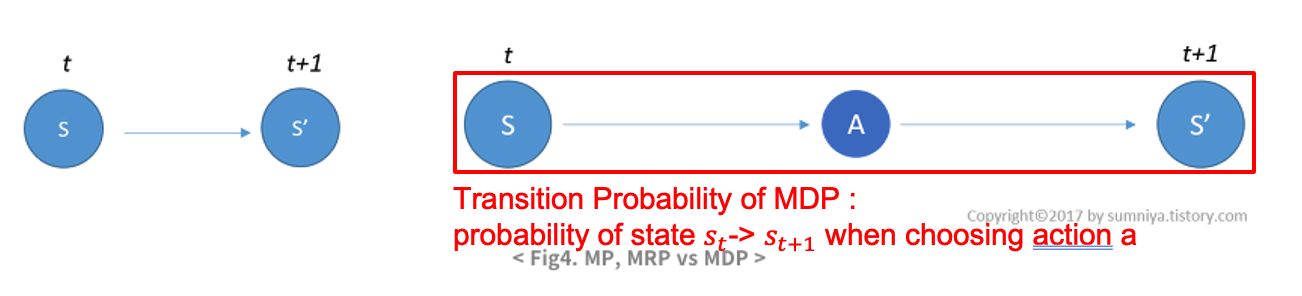 t
t+1
S
S'
t
t+1
S
A
S'
Transition Probability of MDP :
Copyright©2017 by sumniya.tistory.com
probability of state s_t-> s_{t+1} when choosing action a
< Fig4. MP, MRP vs MDP >